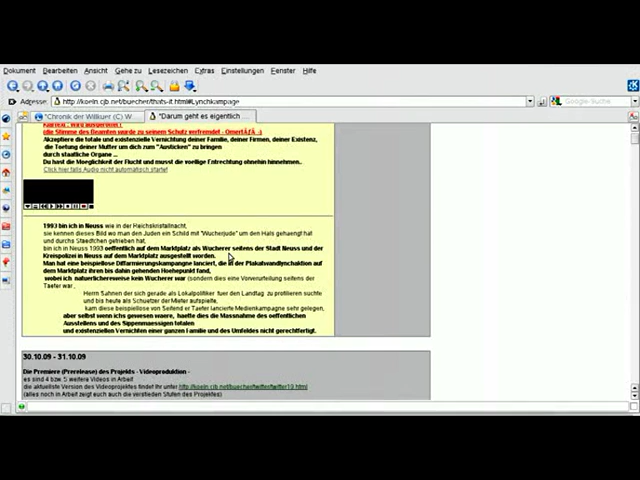 Dokument Bearbeiten Ansicht Gehe zu Lesezeichen Extras Einstellungen Fenster Hilfe
Adresse: http://koeln.cjb.net/buecher/thats-it.html#Lynchkampage Google-Suche
"Chronik der Willkuer (C) W "Darum geht es eigentlich
(die Stimme des Beamten wurde zu seinem Schutz verfremdet -
Akzeptiere die totale und existenzielle Vernichtung deiner Familie, deiner Firmen, deiner Existenz,
die Toetung deiner Mutter um dich zum "Austicken" zu bringen
durch staatliche Organe ...
Du hast die Moeglichkeit der Flucht und musst die voellige Entrechtung ohnehin hinnehmen..
Click hier falls Audio nicht automatisch startet
1993 bin ich in Neuss wie in der Reichskristallnacht,
sie kennen dieses Bild wo man den Juden ein Schild mit "Wucherjude" um den Hals gehaengt hat
und durchs Staedtchen getrieben hat,
bin ich in Neuss 1993 oeffentlich auf dem Marktplatz als Wucherer seitens der Stadt Neuss und der
Kreispolizei in Neuss auf dem Marktplatz ausgestellt worden.
Man hat eine beispiellose Diffarmierungskampagne lanciert, die in der Plakatwandlynchaktion auf
dem Marktplatz ihren bis dahin gehenden Hoehepunkt fand,
wobei ich natuerlicherweise kein Wucherer war (sondern dies eine Vorverurteilung seitens der
Taeter war,
Herrn Sahnen der sich gerade als Lokalpolitiker fuer den Landtag zu profilieren suchte
und bis heute als Schuetzer der Mieter aufspielte,
kam diese beispiellose von Seiten der Taeter lancierte Medienkampagne sehr gelegen,
aber selbst wenn ich dies gewesen waere, haette dies die Massnahme des oeffentlichen
Ausstellens und des Sippenmaessigen totalen
und existenziellen Vernichten einer ganzen Familie und des Umfeldes nicht gerechtfertigt.
30.10.09 - 31.10.09
Die Premiere (Prerelease) des Projekts - Videoproduktion -
es sind 4 bzw. 5 weitere Videos in Arbeit
die aktuellste Version des Videoprojektes findet Ihr unter
(alles noch in Arbeit zeigt euch auch die Stufen des Projektes)